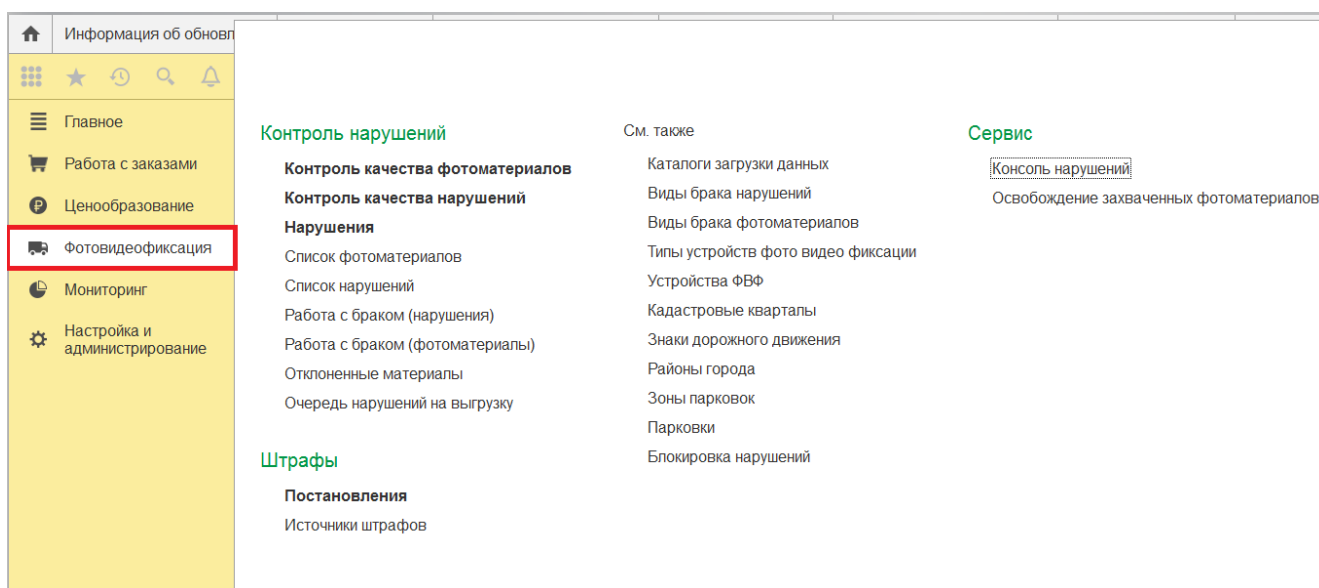 Информация об обновл
Главное
Работа с заказами
Ценообразование
Фотовидеофиксация
Мониторинг
Настройка и
администрирование
Контроль нарушений
Контроль качества фотоматериалов
Контроль качества нарушений
Нарушения
Список фотоматериалов
Список нарушений
Работа с браком (нарушения)
Работа с браком (фотоматериалы)
Отклоненные материалы
Очередь нарушений на выгрузку
Штрафы
Постановления
Источники штрафов
См. также
Каталоги загрузки данных
Виды брака нарушений
Виды брака фотоматериалов
Типы устройств фото видео фиксации
Устройства ФВФ
Кадастровые кварталы
Знаки дорожного движения
Районы города
Зоны парковок
Парковки
Блокировка нарушений
Сервис
Консоль нарушений
Освобождение захваченных фотоматериалов